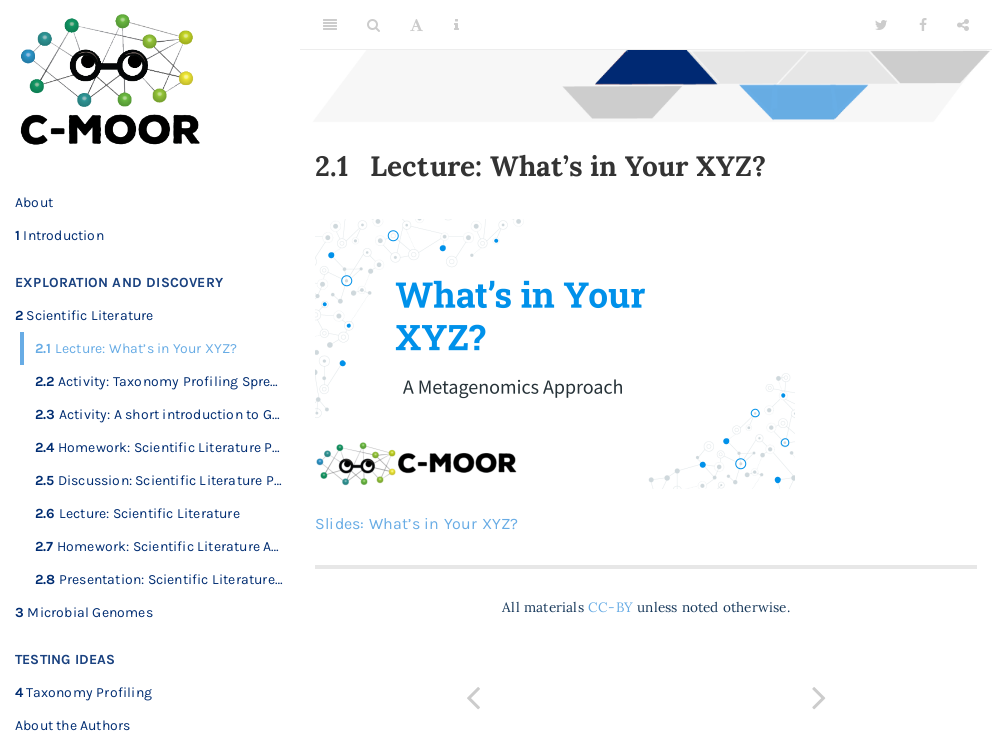 C-MOOR
About
1 Introduction
EXPLORATION AND DISCOVERY
2 Scientific Literature
2.1 Lecture: What's in Your XYZ?
2.2 Activity: Taxonomy Profiling Spre...
2.3 Activity: A short introduction to G...
2.4 Homework: Scientific Literature P...
2.5 Discussion: Scientific Literature P...
2.6 Lecture: Scientific Literature
2.7 Homework: Scientific Literature A...
2.8 Presentation: Scientific Literature...
3 Microbial Genomes
TESTING IDEAS
4 Taxonomy Profiling
About the Authors
A
2.1 Lecture: What’s in Your XYZ?
What’s in Your
XYZ?
A Metagenomics Approach
C-MOOR
Slides: What's in Your XYZ?
All materials CC-BY unless noted otherwise.